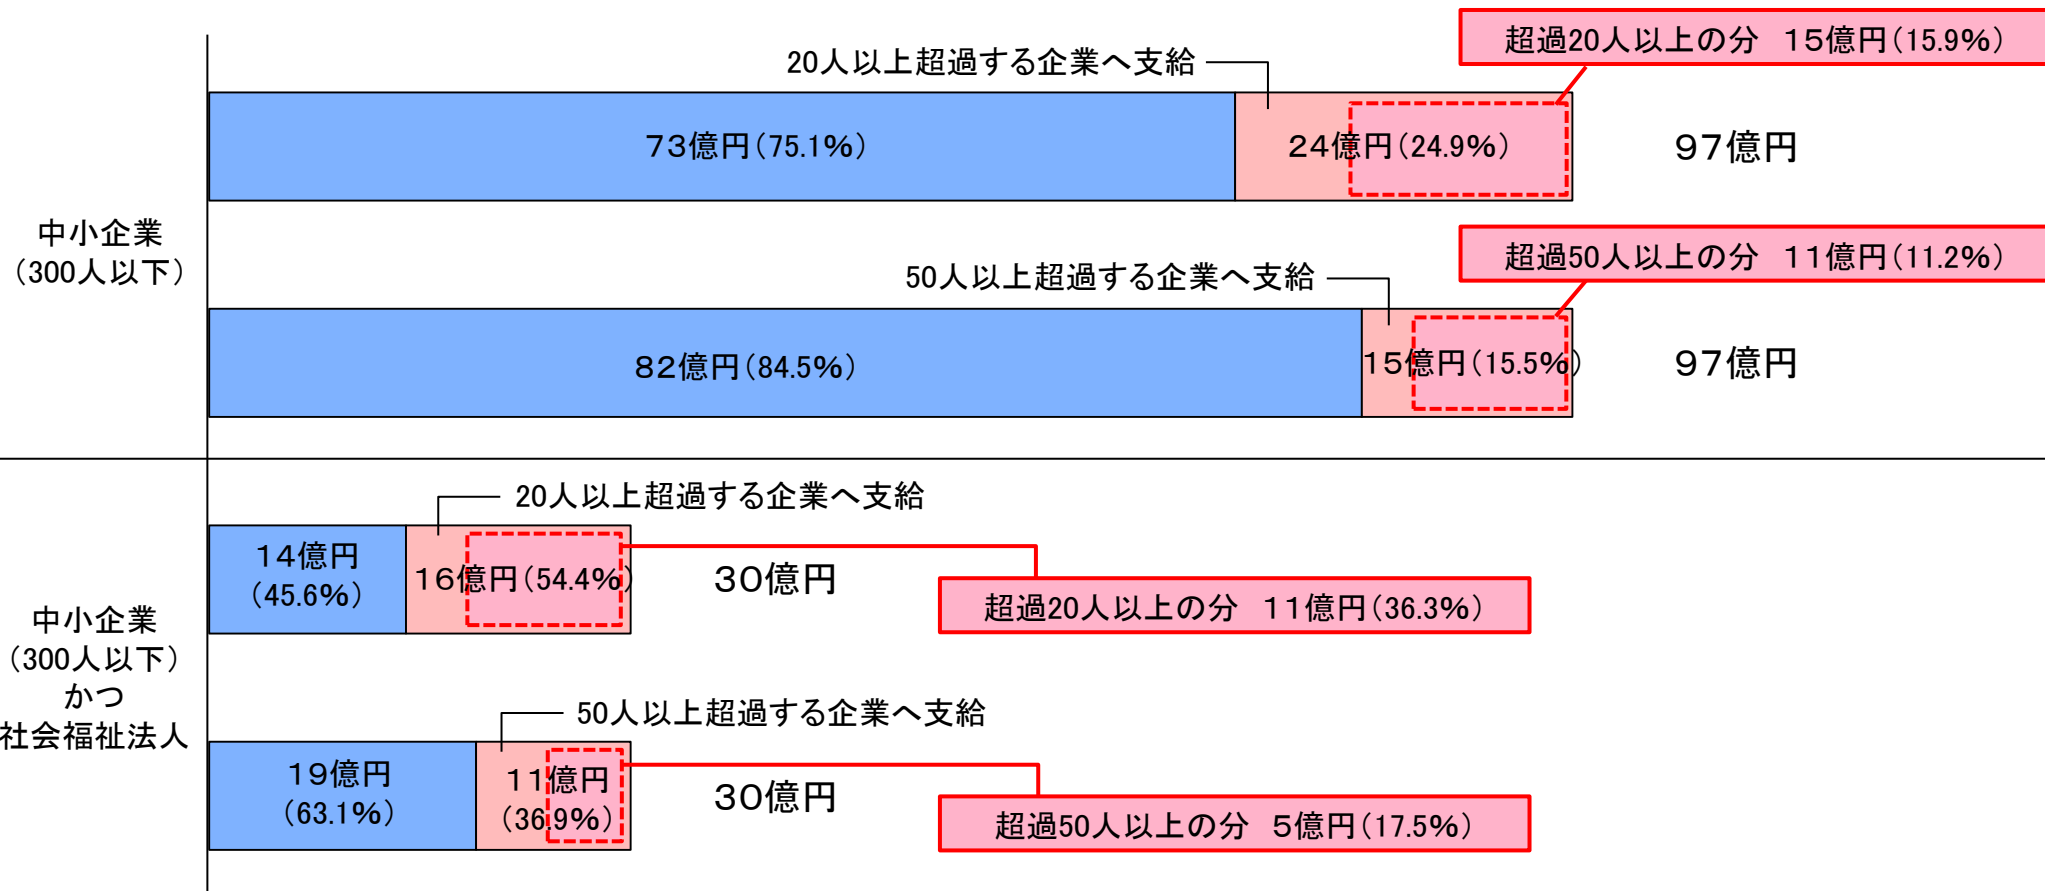 超過20人以上の分　15億円(15.9%)
20人以上超過する企業へ支給
73億円(75.1%)
24億円(24.9%)
97億円
中小企業
(300人以下)
超過50人以上の分　11億円(11.2%)
50人以上超過する企業へ支給
82億円(84.5%)
15億円(15.5%)
97億円
20人以上超過する企業へ支給
14億円
(45.6%)
16億円(54.4%)
30億円
超過20人以上の分　11億円(36.3%)
中小企業
(300人以下)
かつ
社会福祉法人
50人以上超過する企業へ支給
19億円
(63.1%)
11億円
(36.9%)
30億円
超過50人以上の分　5億円(17.5%)